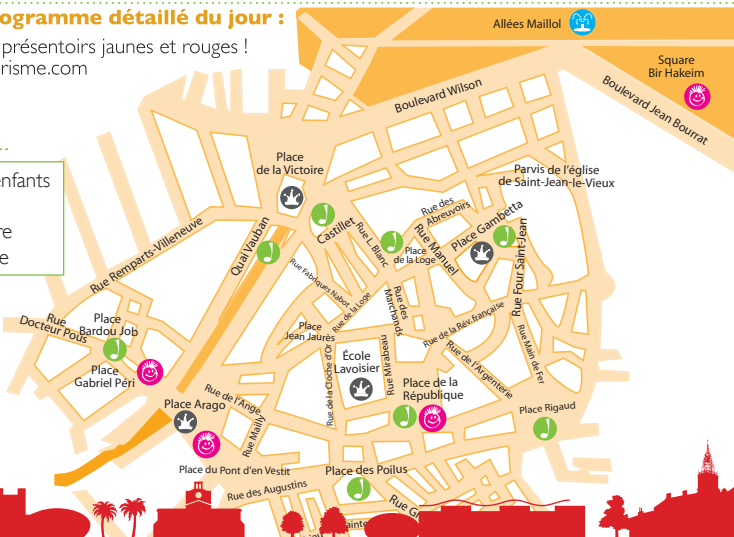 ogramme détaillé du jour :
présentoirs jaunes et rouges !
risme.com
enfants
re
e
Allées Maillol
Square
Bir Hakeim
Boulevard Wilson
Boulevard Jean Bourrat
Place
de la Victoire
Parvis de l'église
de Saint-Jean-le-Vieux
Rue des
Abreuvoirs
Castillet
Rue L. Blanc
Place
de la Loge
Rue Manuel
Place Gambetta
Rue Four Saint-Jean
Quai Vauban
Rue Remparts-Villeneuve
Rue Fabriques Nabot
Rue de la Loge
Rue des
Marchands
Rue de la Rév. française
Rue
Docteur Pous
Place
Bardou Job
Place
Gabriel Péri
Place
Jean Jaurès
École
Lavoisier
Rue de la Cloche d'Or
Rue Mirabeau
Rue de l'Argenterie
Rue Main de Fer
Place de la
République
Rue de l'Ange
Place Arago
Rue Mailly
Place Rigaud
Place du Pont d'en Vestit
Place des Poilus
Rue des Augustins
Rue G
ainte